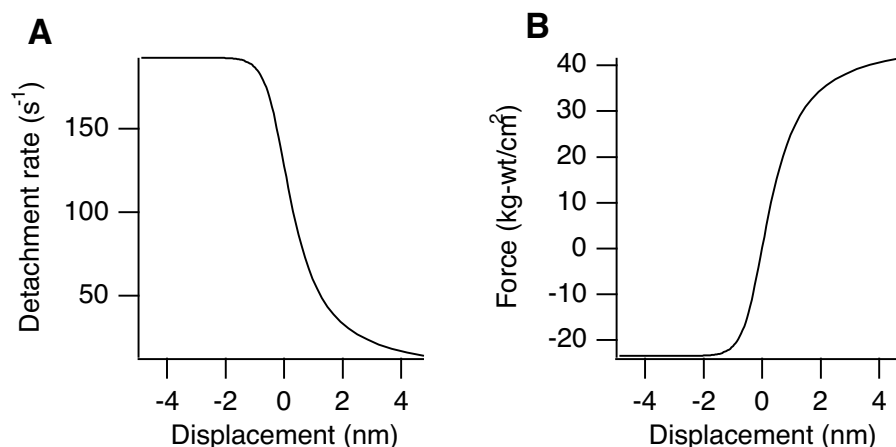 A
Detachment rate (s-1)
150
100
50
-4 -2 0 2 4
Displacement (nm)
B
Force (kg-wt/cm2)
40
30
20
10
0
-10
-20
-4 -2 0 2 4
Displacement (nm)